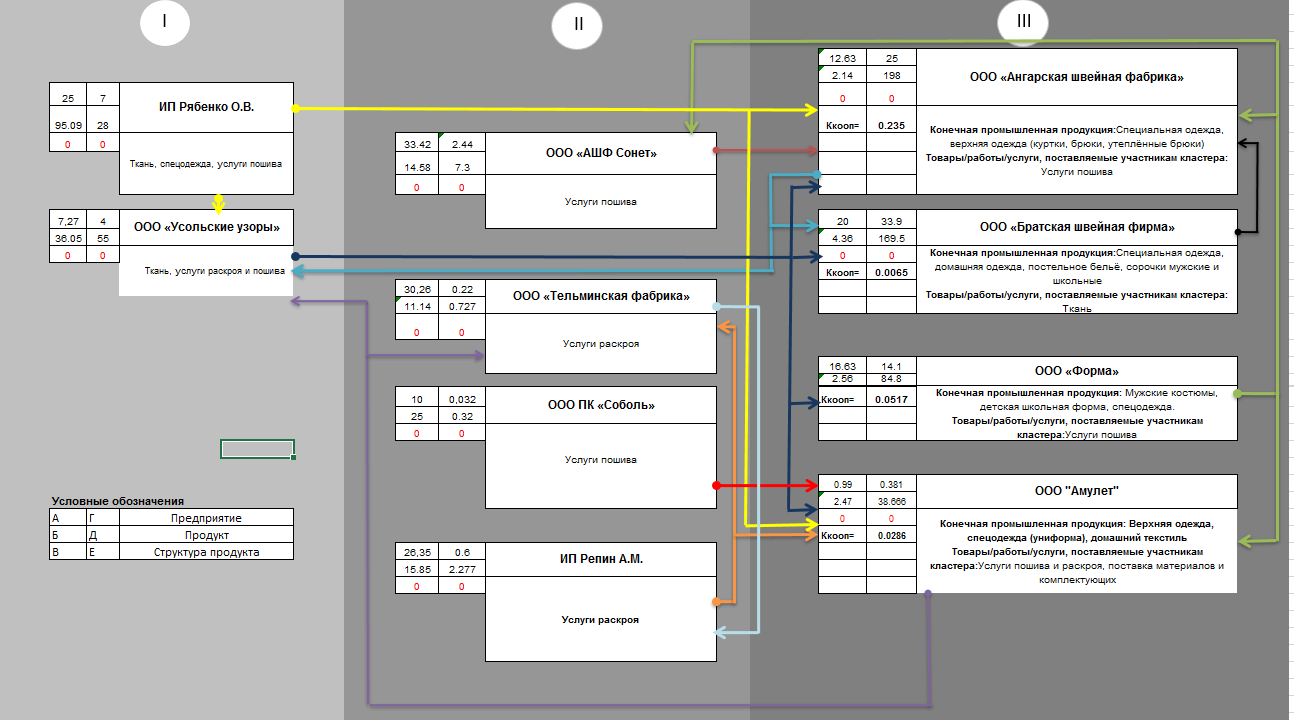 I
II
III
25 7
ИП Рябенко О.В.
95.09 28
0 0
Ткань, спецодежда, услуги пошива
7,27 4
ООО «Усольские узоры»
36.05 55
0 0
Ткань, услуги раскроя и пошива
Условные обозначения
А Г Предприятие
Б Д Продукт
В Е Структура продукта
33.42 2.44
ООО «АШФ Сонет»
14.58 7.3
0 0
Услуги пошива
30,26 0.22
ООО «Тельминская фабрика»
11.14 0.727
0 0
Услуги раскроя
10 0,032
ООО ПК «Соболь»
25 0.32
0 0
Услуги пошива
26,35 0.6
ИП Репин А.М.
15.85 2.277
0 0
Услуги раскроя
12.63 25
ООО «Ангарская швейная фабрика»
2.14 198
0 0
Ккооп= 0.235
Конечная промышленная продукция:Специальная одежда,
верхняя одежда (куртки, брюки, утеплённые брюки)
Товары/работы/услуги, поставляемые участникам кластера:
Услуги пошива
20 33.9
ООО «Братская швейная фирма»
4.36 169.5
0 0
Ккооп= 0.0065
Конечная промышленная продукция:Специальная одежда,
домашняя одежда, постельное бельё, сорочки мужские и
школьные
Товары/работы/услуги, поставляемые участникам кластера:
Ткань
16.63 14.1
ООО «Форма»
2.56 84.8
Ккооп= 0.0517
Конечная промышленная продукция: Мужские костюмы,
детская школьная форма, спецодежда.
Товары/работы/услуги, поставляемые участникам
кластера:Услуги пошива
0.99 0.381
ООО "Амулет"
2.47 38.666
0 0
Ккооп= 0.0286
Конечная промышленная продукция: Верхняя одежда,
спецодежда (униформа), домашний текстиль
Товары/работы/услуги, поставляемые участникам
кластера:Услуги пошива и раскроя, поставка материалов и
комплектующих